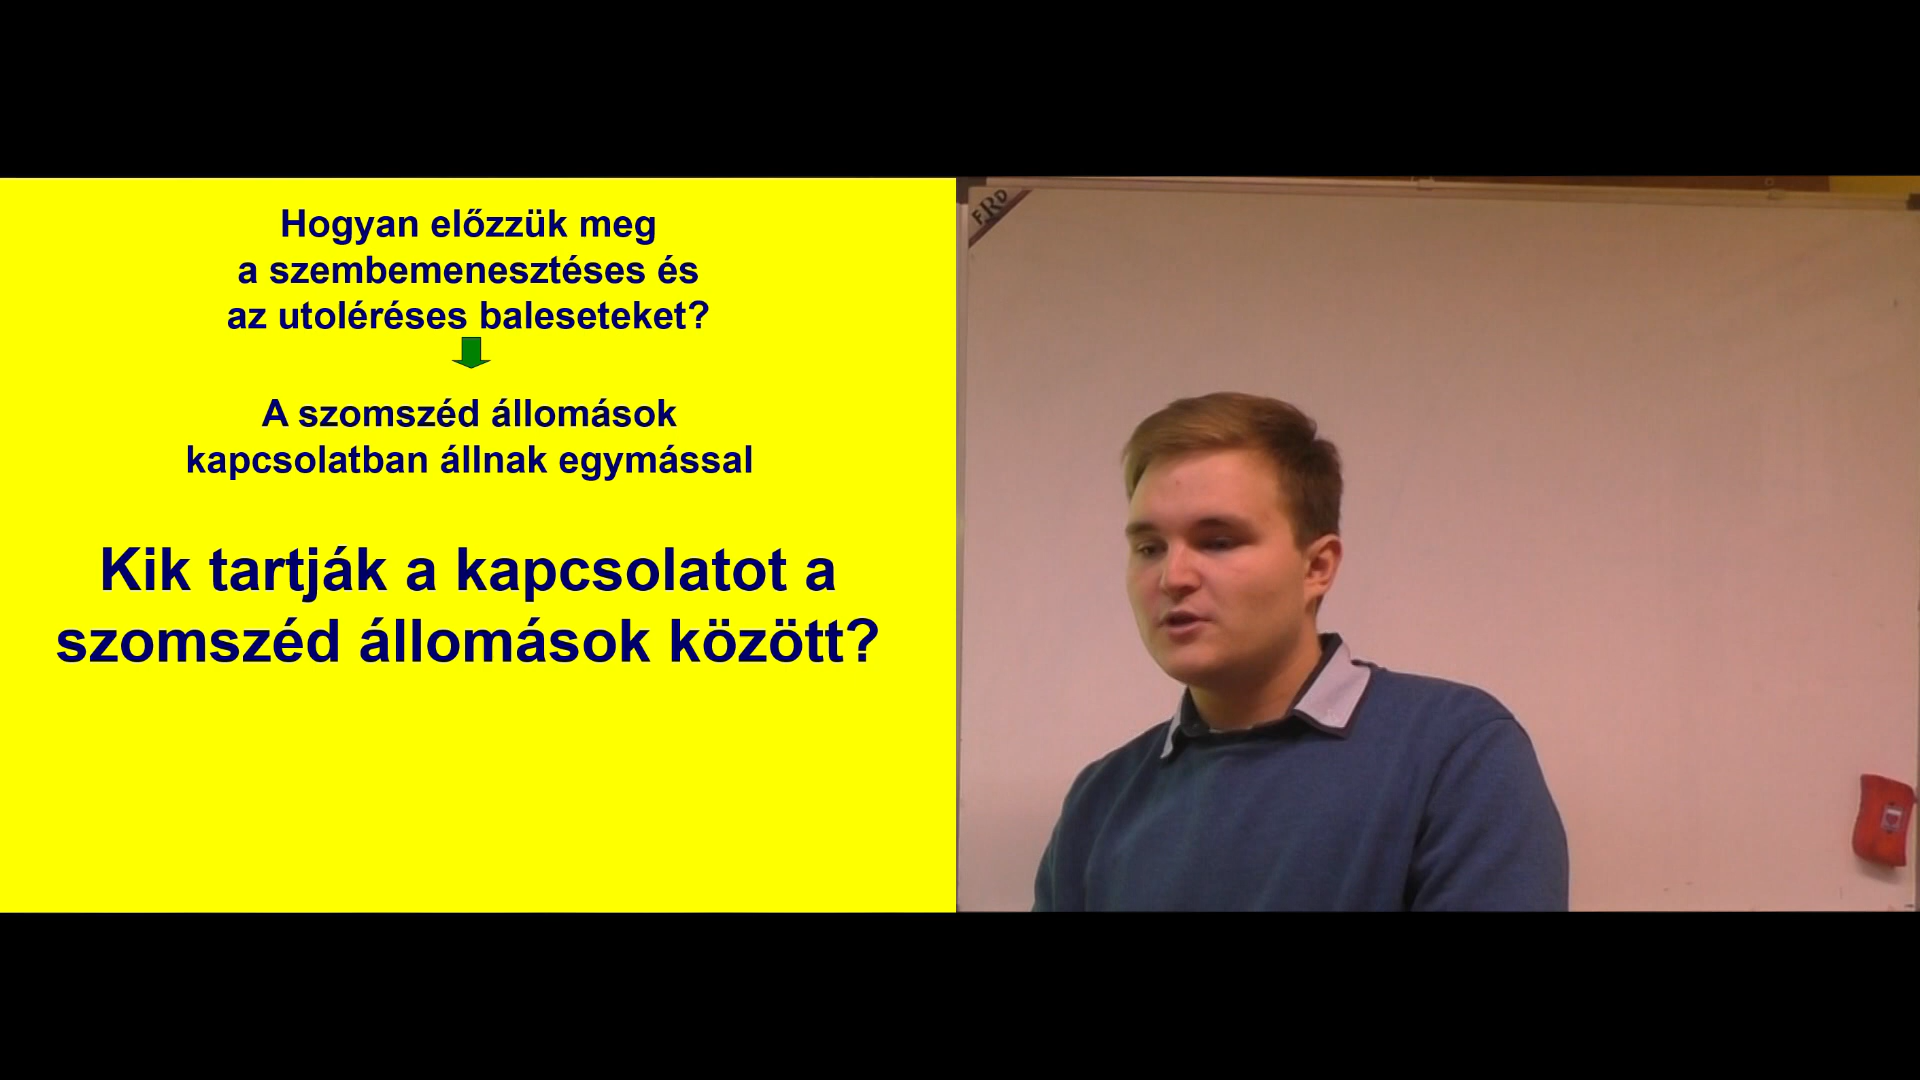 Hogyan előzzük meg
a szembemenesztéses és
az utoléréses baleseteket?
A szomszéd állomások
kapcsolatban állnak egymással
Kik tartják a kapcsolatot a
szomszéd állomások között?
FRD